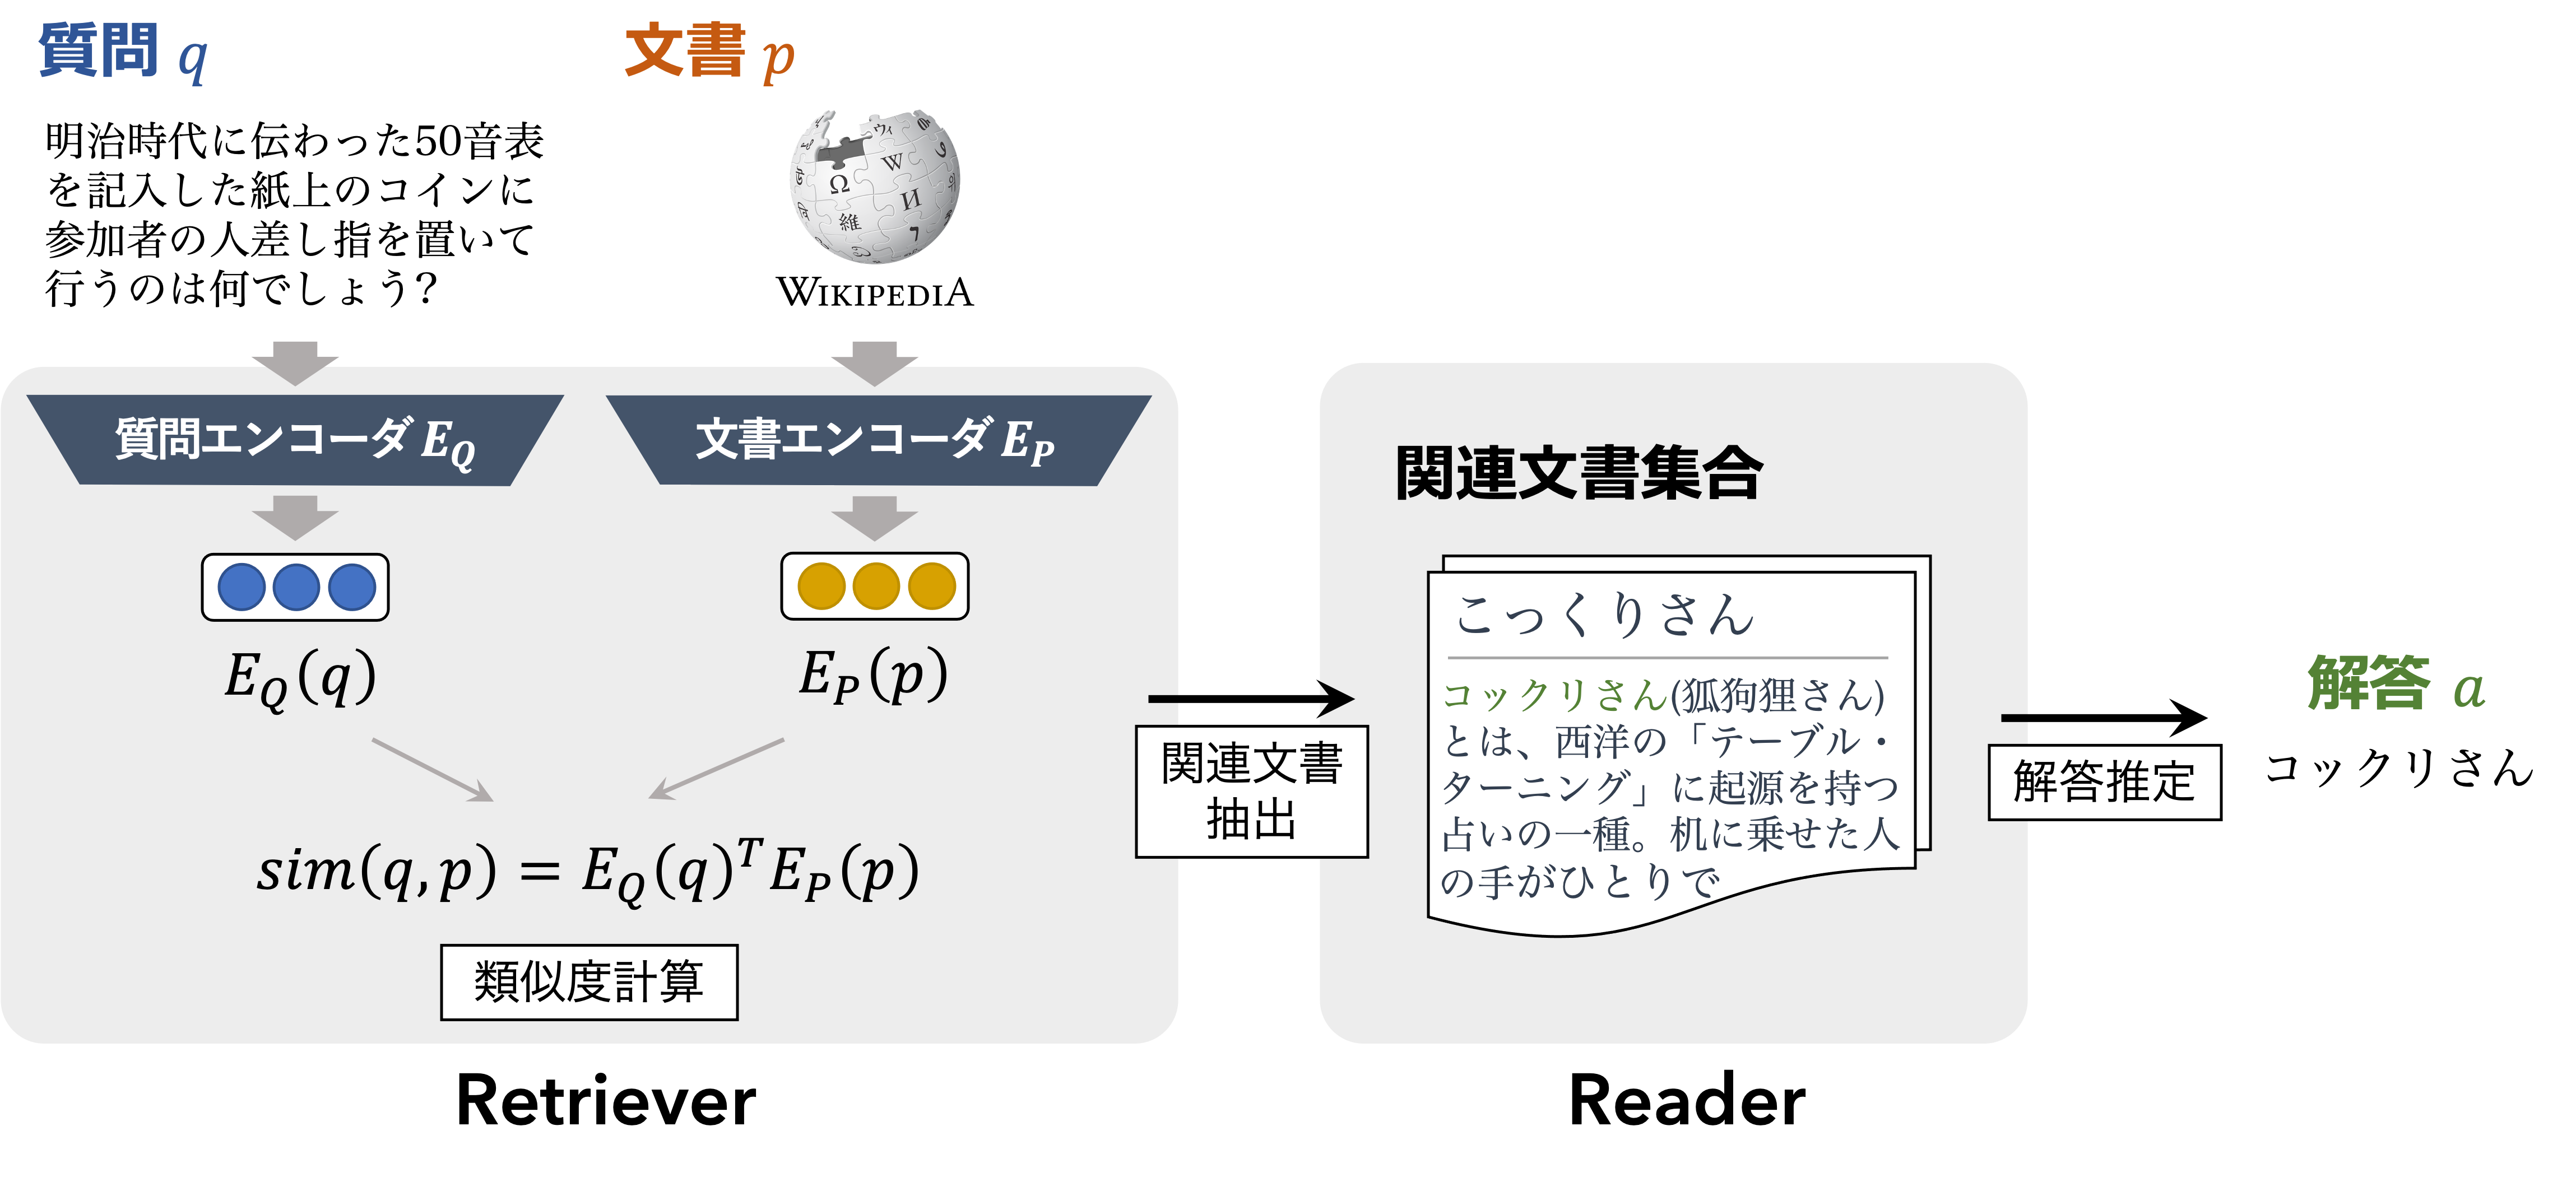 質問 q
明治時代に伝わった50音表
を記入した紙上のコインに
参加者の人差し指を置いて
行うのは何でしょう?
文書 p
Ω
W
И
維
ウィ
WIKIPEDIA
質問エンコーダ E_Q
文書エンコーダ E_P
E_Q(q)
E_P(p)
sim(q,p) = E_Q(q)^T E_P(p)
類似度計算
Retriever
関連文書
抽出
関連文書集合
こっくりさん
コックリさん(狐狗狸さん)
とは、西洋の「テーブル・
ターニング」に起源を持つ
占いの一種。机に乗せた人
の手がひとりで
Reader
解答推定
解答 a
コックリさん